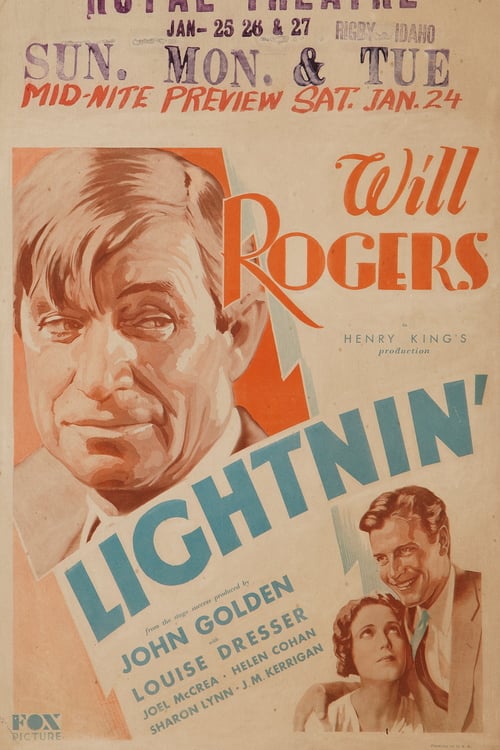 ROYAL THEATRE
JAN- 25 26 & 27 RIGBY - IDAHO
SUN. MON. & TUE
MID-NITE PREVIEW SAT. JAN. 24
Will
ROGERS
in
HENRY KING'S
production
LIGHTNIN'
from the stage success produced by
JOHN GOLDEN
with
LOUISE DRESSER
JOEL McCREA · HELEN COHAN
SHARON LYNN · J.M. KERRIGAN
FOX
PICTURE